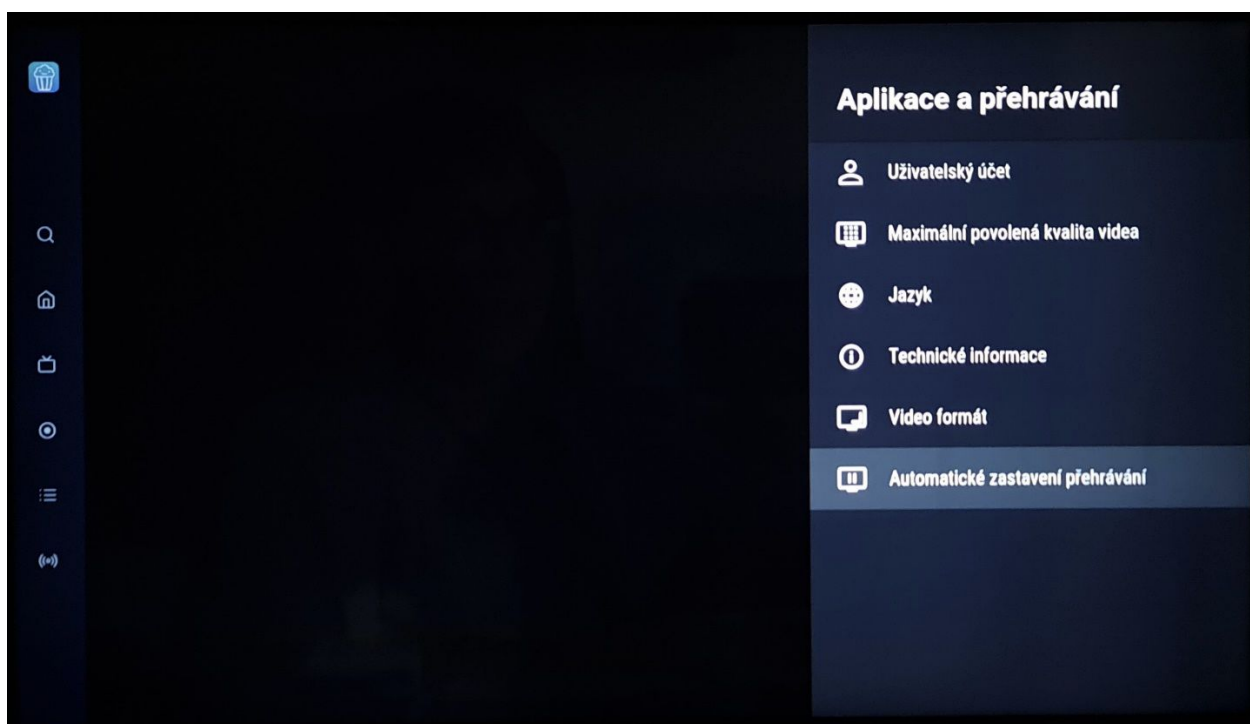 Aplikace a přehrávání
Uživatelský účet
Maximální povolená kvalita videa
Jazyk
Technické informace
Video formát
Automatické zastavení přehrávání